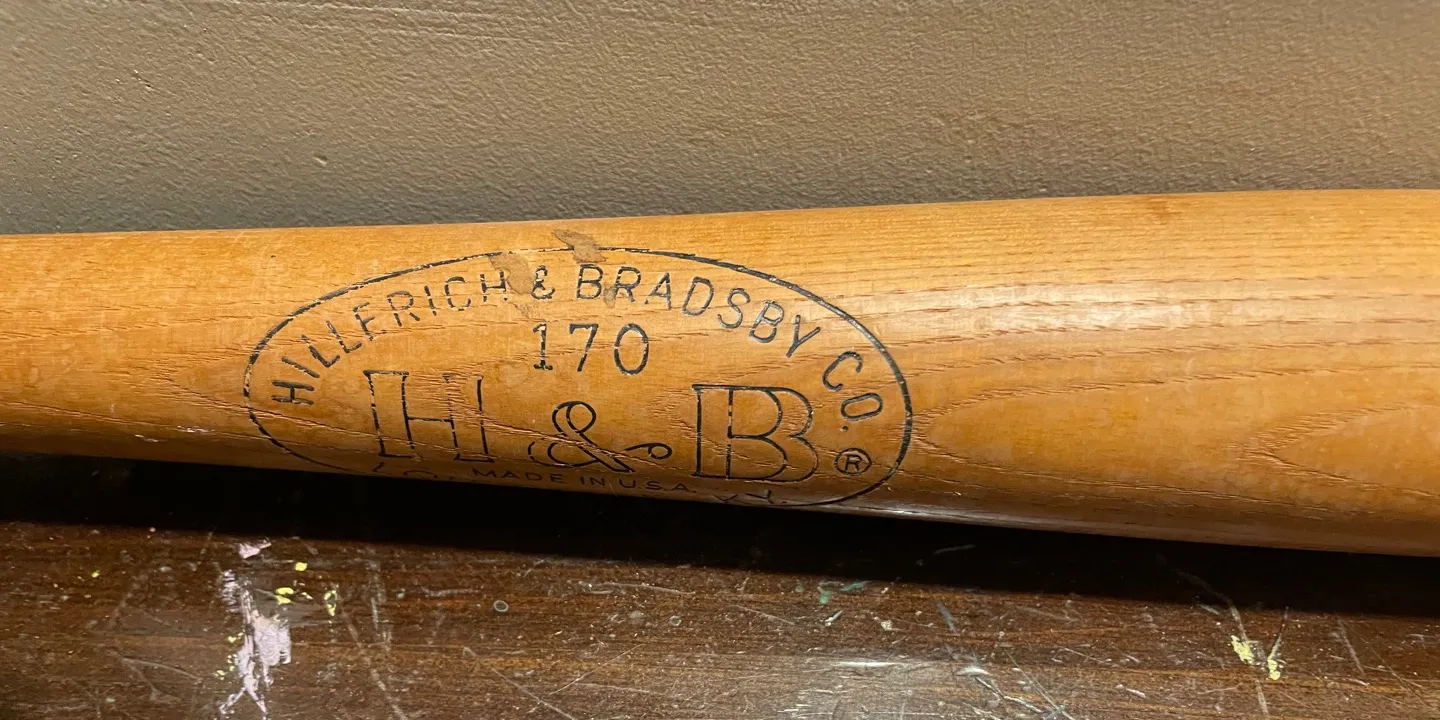 HILLERICH & BRADSBY CO.
170
H & B ®
MADE IN U.S.A.